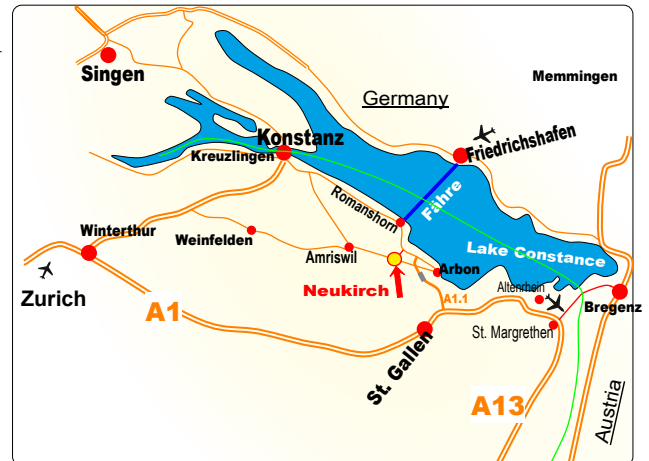 Singen
Germany
Memmingen
Konstanz
Friedrichshafen
Kreuzlingen
Romanshorn
Fähre
Winterthur
Weinfelden
Amriswil
Lake Constance
Arbon
Zurich
Neukirch
Altenrhein
A1
A1.1
Bregenz
St. Gallen
St. Margrethen
A13
Austria